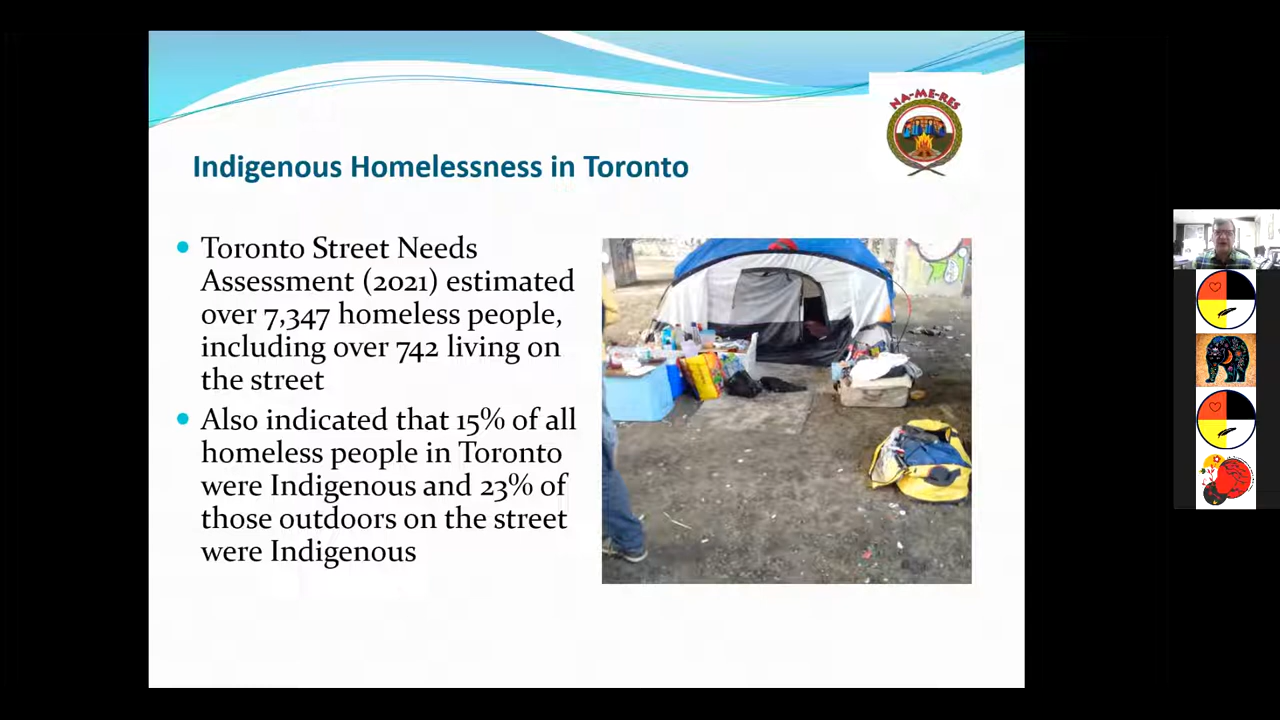 NA-ME-RES
Indigenous Homelessness in Toronto
Toronto Street Needs
Assessment (2021) estimated
over 7,347 homeless people,
including over 742 living on
the street
Also indicated that 15% of all
homeless people in Toronto
were Indigenous and 23% of
those outdoors on the street
were Indigenous